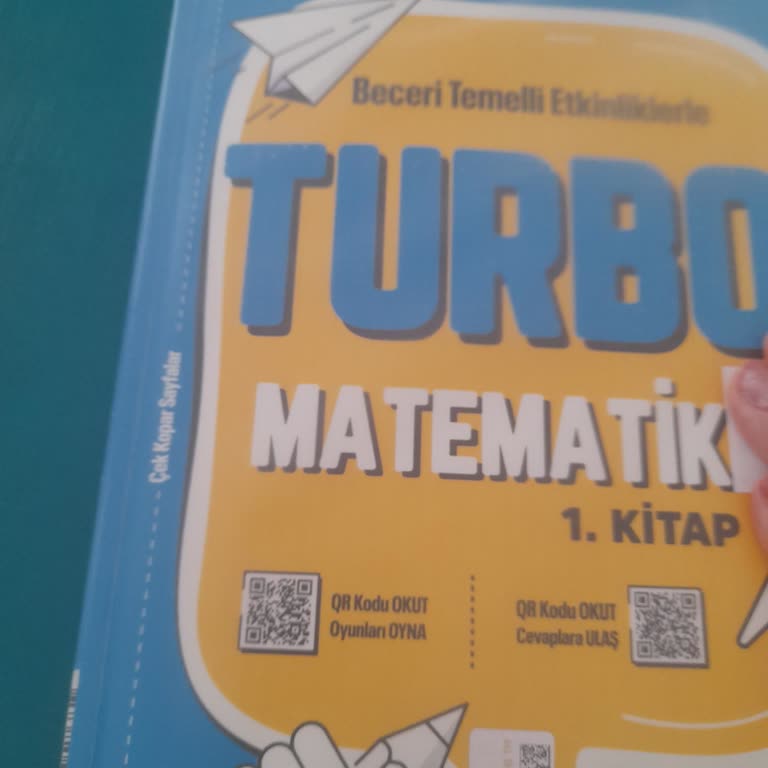 Beceri Temelli Etkinliklerle
TURBO
MATEMATİK
1. KİTAP
Çek Kopar Sayfalar
QR Kodu OKUT
Oyunları OYNA
QR Kodu OKUT
Cevaplara ULAŞ